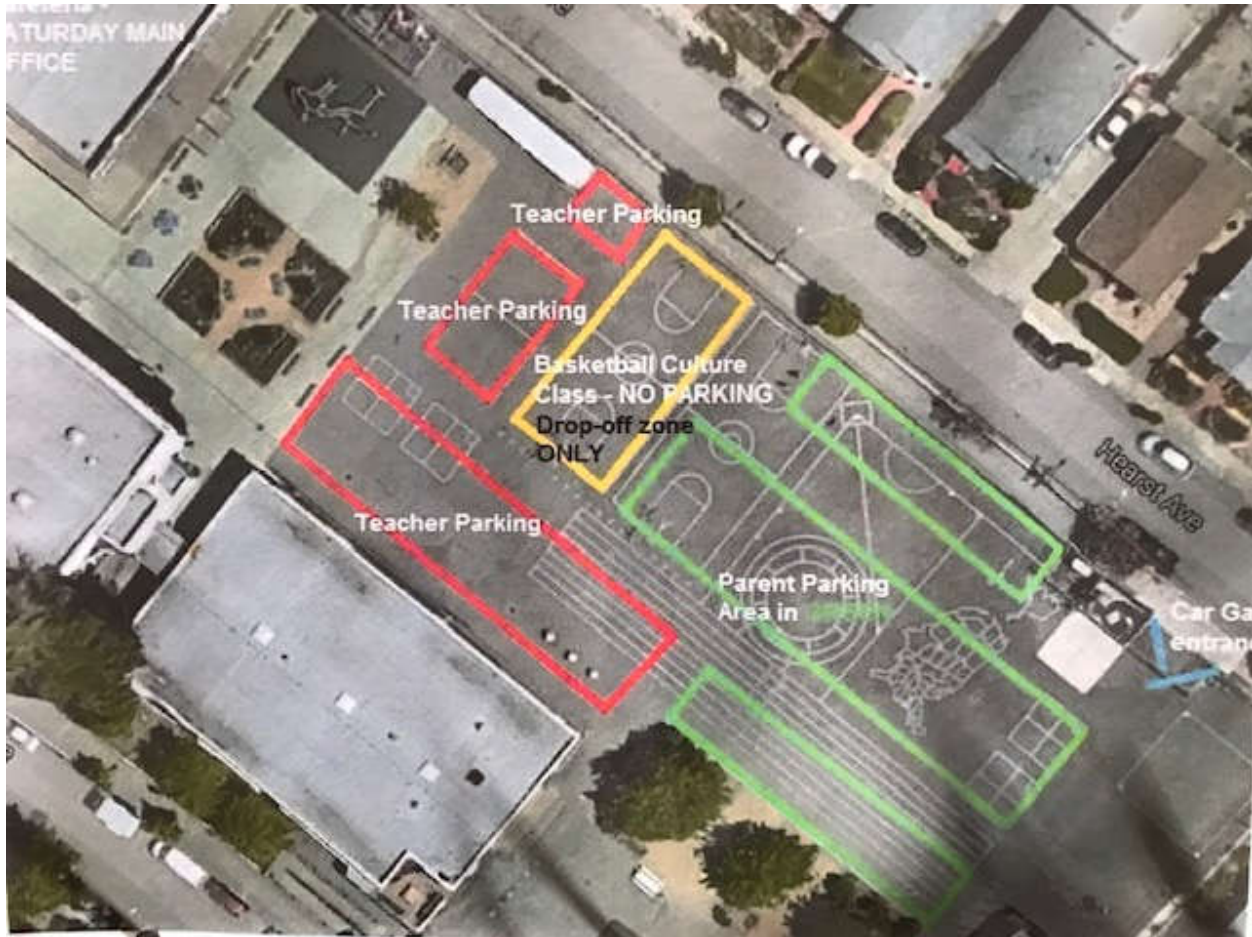 ATURDAY MAIN
FFICE
Teacher Parking
Teacher Parking
Basketball Culture
Class - NO PARKING
Drop-off zone
ONLY
Teacher Parking
Hearst Ave
Parent Parking
Area in
Car Ga
entranc